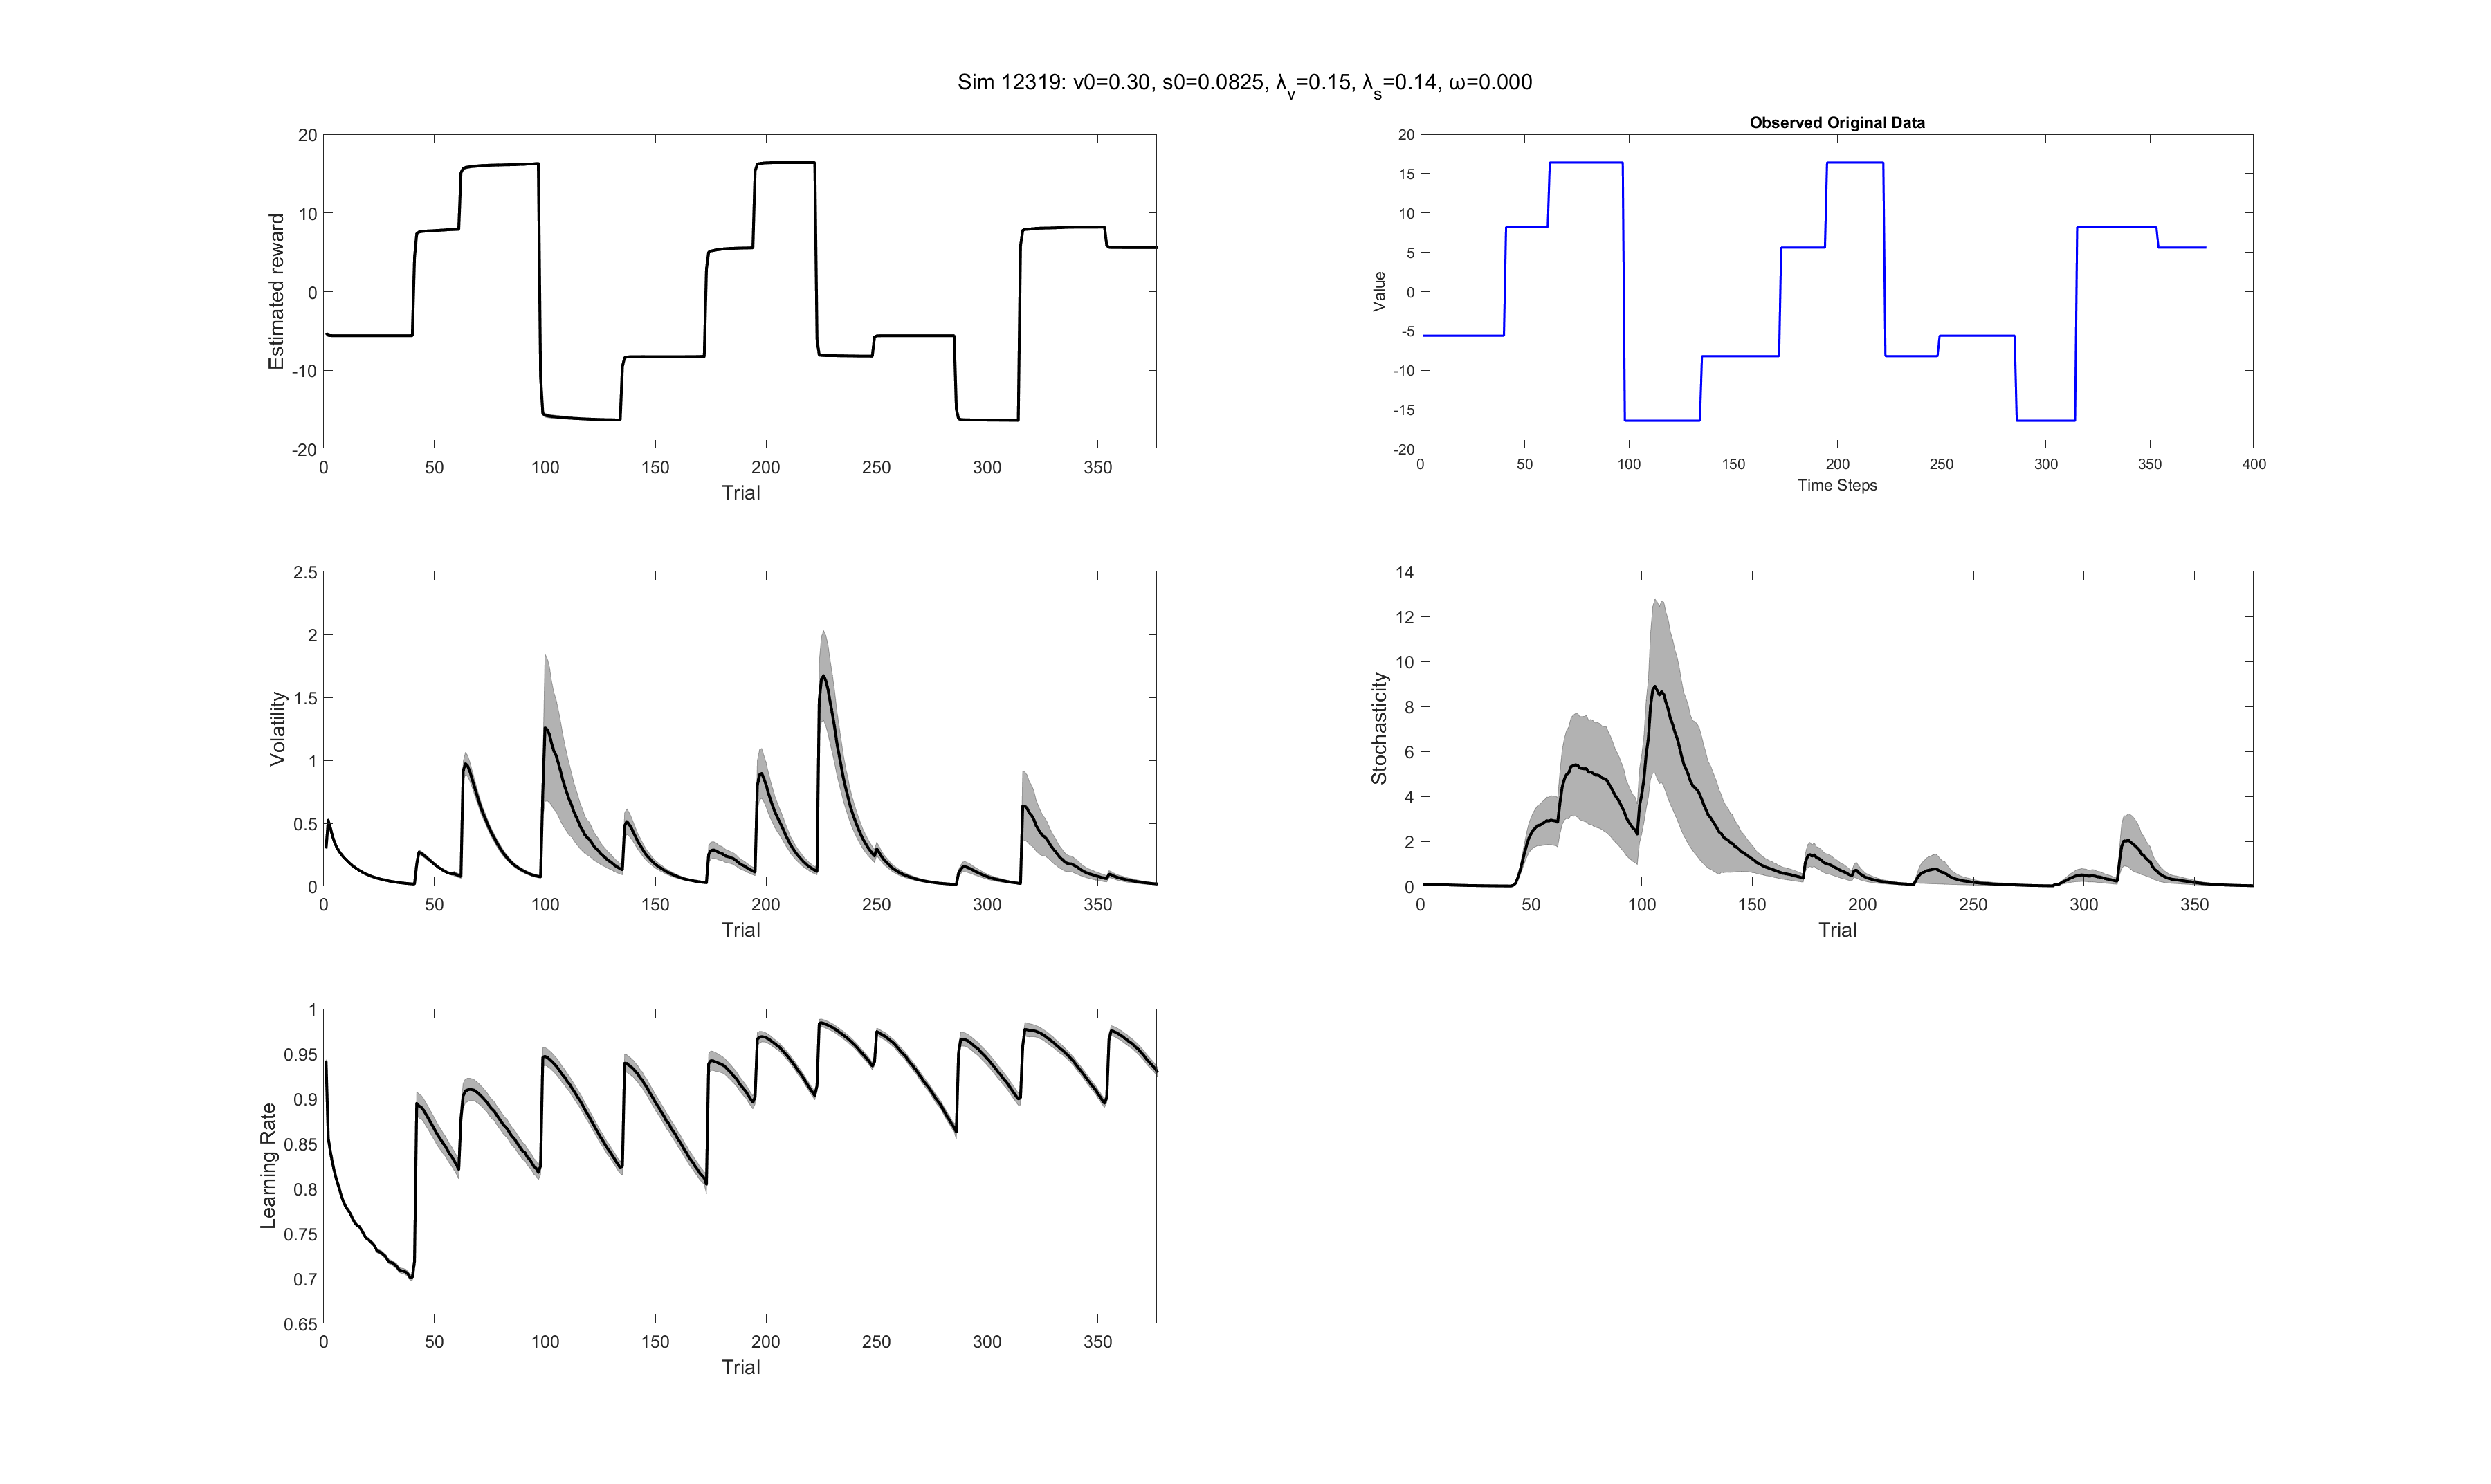 Sim 12319: v0=0.30, s0=0.0825, λv=0.15, λs=0.14, ω=0.000
20
10
0
-10
-20
Estimated reward
0 50 100 150 200 250 300 350
Trial
Observed Original Data
20
15
10
5
0
-5
-10
-15
-20
Value
0 50 100 150 200 250 300 350 400
Time Steps
2.5
2
1.5
1
0.5
0
Volatility
0 50 100 150 200 250 300 350
Trial
14
12
10
8
6
4
2
0
Stochasticity
0 50 100 150 200 250 300 350
Trial
1
0.95
0.9
0.85
0.8
0.75
0.7
0.65
Learning Rate
0 50 100 150 200 250 300 350
Trial